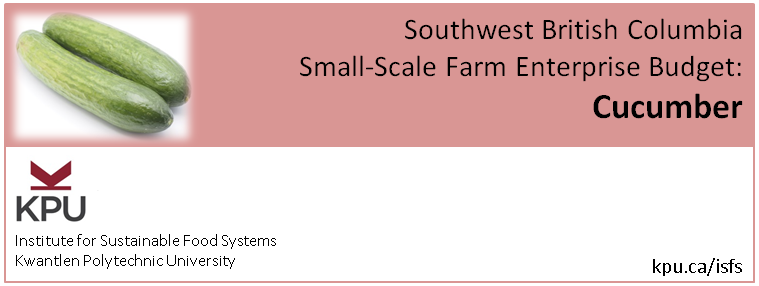 Southwest British Columbia
Small-Scale Farm Enterprise Budget:
Cucumber
KPU
Institute for Sustainable Food Systems
Kwantlen Polytechnic University
kpu.ca/isfs